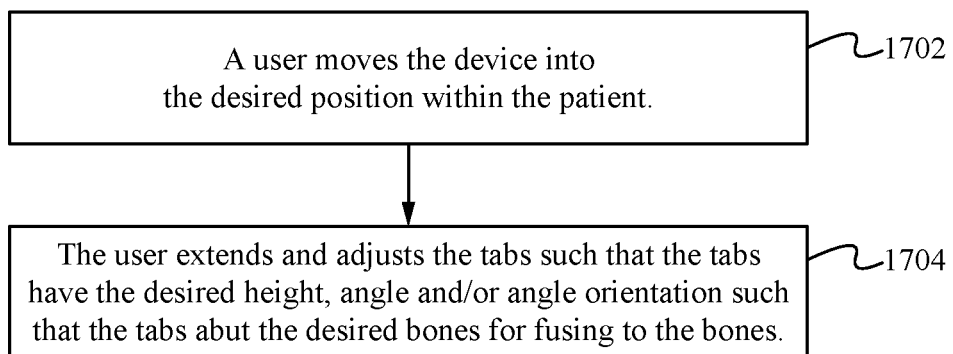 A user moves the device into
the desired position within the patient.
1702
The user extends and adjusts the tabs such that the tabs
have the desired height, angle and/or angle orientation such
that the tabs abut the desired bones for fusing to the bones.
1704